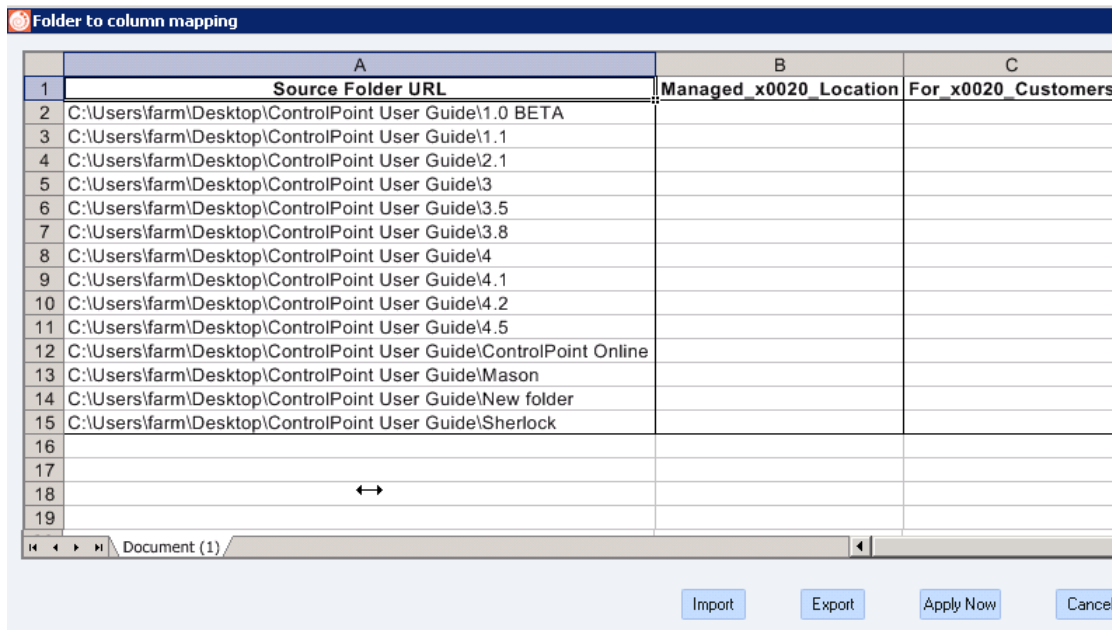 Folder to column mapping
A B C
1 Source Folder URL Managed_x0020_Location For_x0020_Customers
2 C:\Users\farm\Desktop\ControlPoint User Guide\1.0 BETA
3 C:\Users\farm\Desktop\ControlPoint User Guide\1.1
4 C:\Users\farm\Desktop\ControlPoint User Guide\2.1
5 C:\Users\farm\Desktop\ControlPoint User Guide\3
6 C:\Users\farm\Desktop\ControlPoint User Guide\3.5
7 C:\Users\farm\Desktop\ControlPoint User Guide\3.8
8 C:\Users\farm\Desktop\ControlPoint User Guide\4
9 C:\Users\farm\Desktop\ControlPoint User Guide\4.1
10 C:\Users\farm\Desktop\ControlPoint User Guide\4.2
11 C:\Users\farm\Desktop\ControlPoint User Guide\4.5
12 C:\Users\farm\Desktop\ControlPoint User Guide\ControlPoint Online
13 C:\Users\farm\Desktop\ControlPoint User Guide\Mason
14 C:\Users\farm\Desktop\ControlPoint User Guide\New folder
15 C:\Users\farm\Desktop\ControlPoint User Guide\Sherlock
16
17
18
19
Document (1)
Import Export Apply Now Cancel